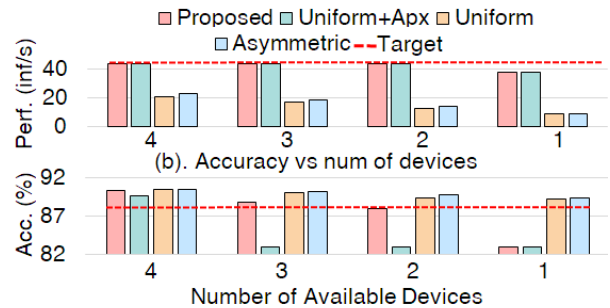 Proposed Uniform+Apx Uniform
Asymmetric Target
Perf. (inf/s)
40
20
0
4 3 2 1
(b). Accuracy vs num of devices
Acc. (%)
92
87
82
4 3 2 1
Number of Available Devices